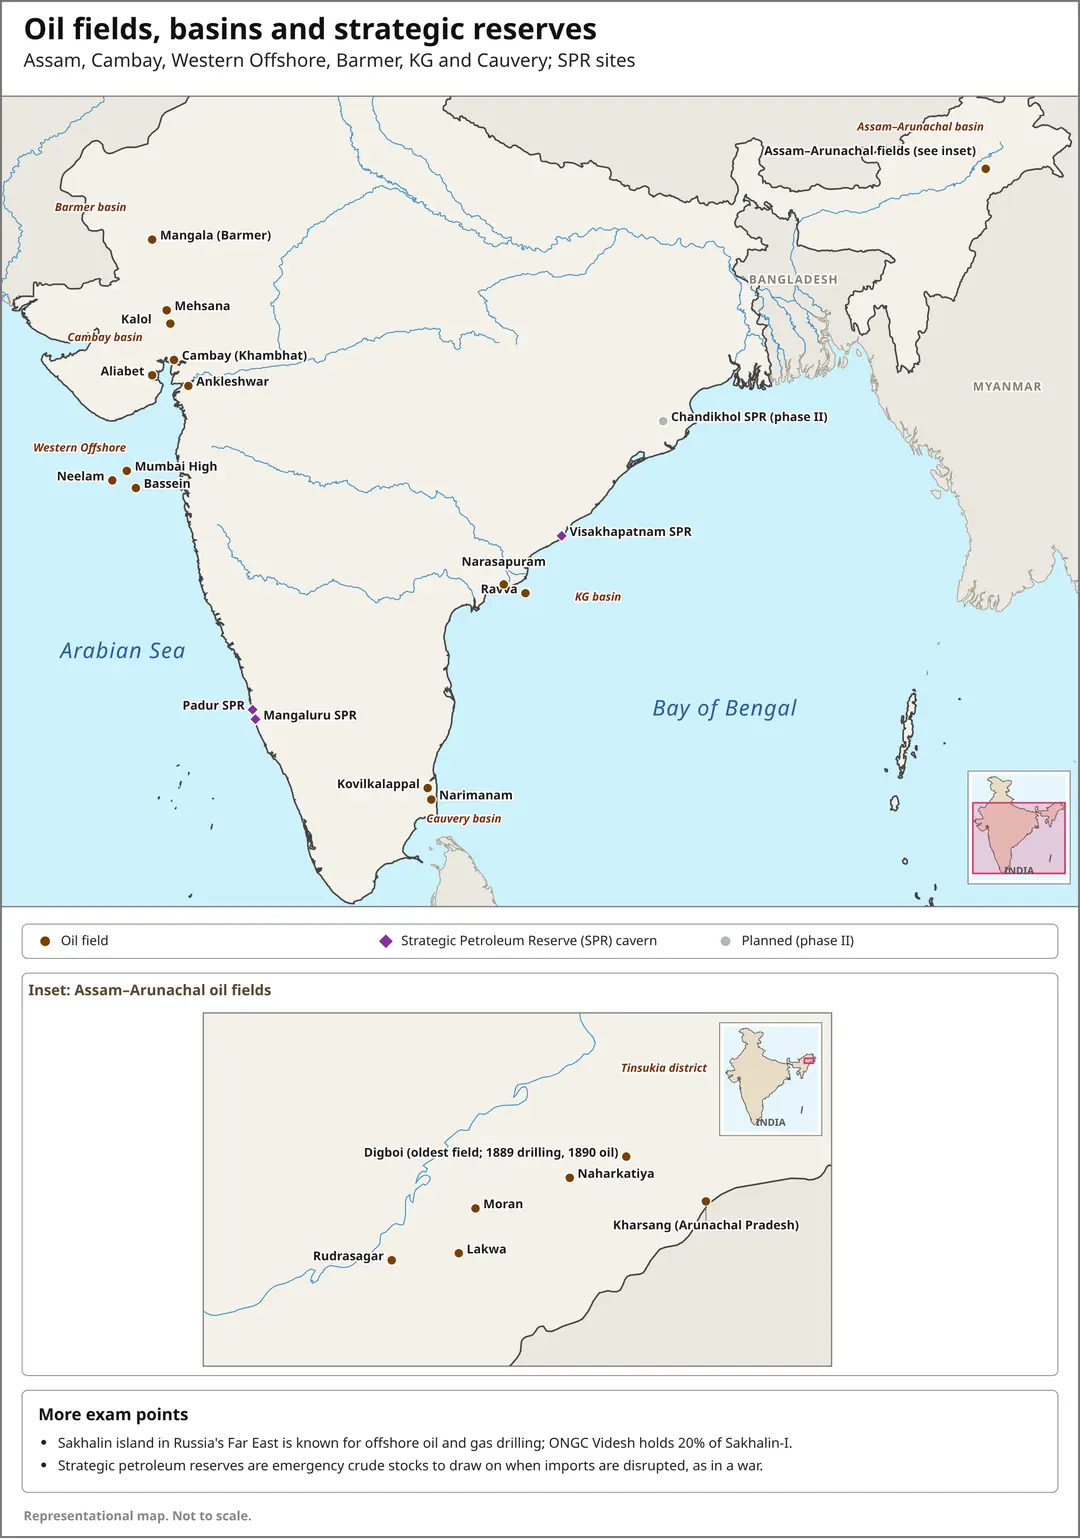 Oil fields, basins and strategic reserves
Assam, Cambay, Western Offshore, Barmer, KG and Cauvery; SPR sites
Assam–Arunachal basin
Assam–Arunachal fields (see inset)
Barmer basin
Mangala (Barmer)
BANGLADESH
Mehsana
Kalol
Cambay basin
Cambay (Khambhat)
Aliabet
Ankleshwar
MYANMAR
Chandikhol SPR (phase II)
Western Offshore
Mumbai High
Neelam
Bassein
Visakhapatnam SPR
Narasapuram
Ravva
KG basin
Arabian Sea
Padur SPR
Mangaluru SPR
Bay of Bengal
Kovilkalappal
Narimanam
Cauvery basin
INDIA
Oil field
Strategic Petroleum Reserve (SPR) cavern
Planned (phase II)
Inset: Assam–Arunachal oil fields
Tinsukia district
INDIA
Digboi (oldest field; 1889 drilling, 1890 oil)
Naharkatiya
Moran
Kharsang (Arunachal Pradesh)
Lakwa
Rudrasagar
More exam points
• Sakhalin island in Russia's Far East is known for offshore oil and gas drilling; ONGC Videsh holds 20% of Sakhalin-I.
• Strategic petroleum reserves are emergency crude stocks to draw on when imports are disrupted, as in a war.
Representational map. Not to scale.